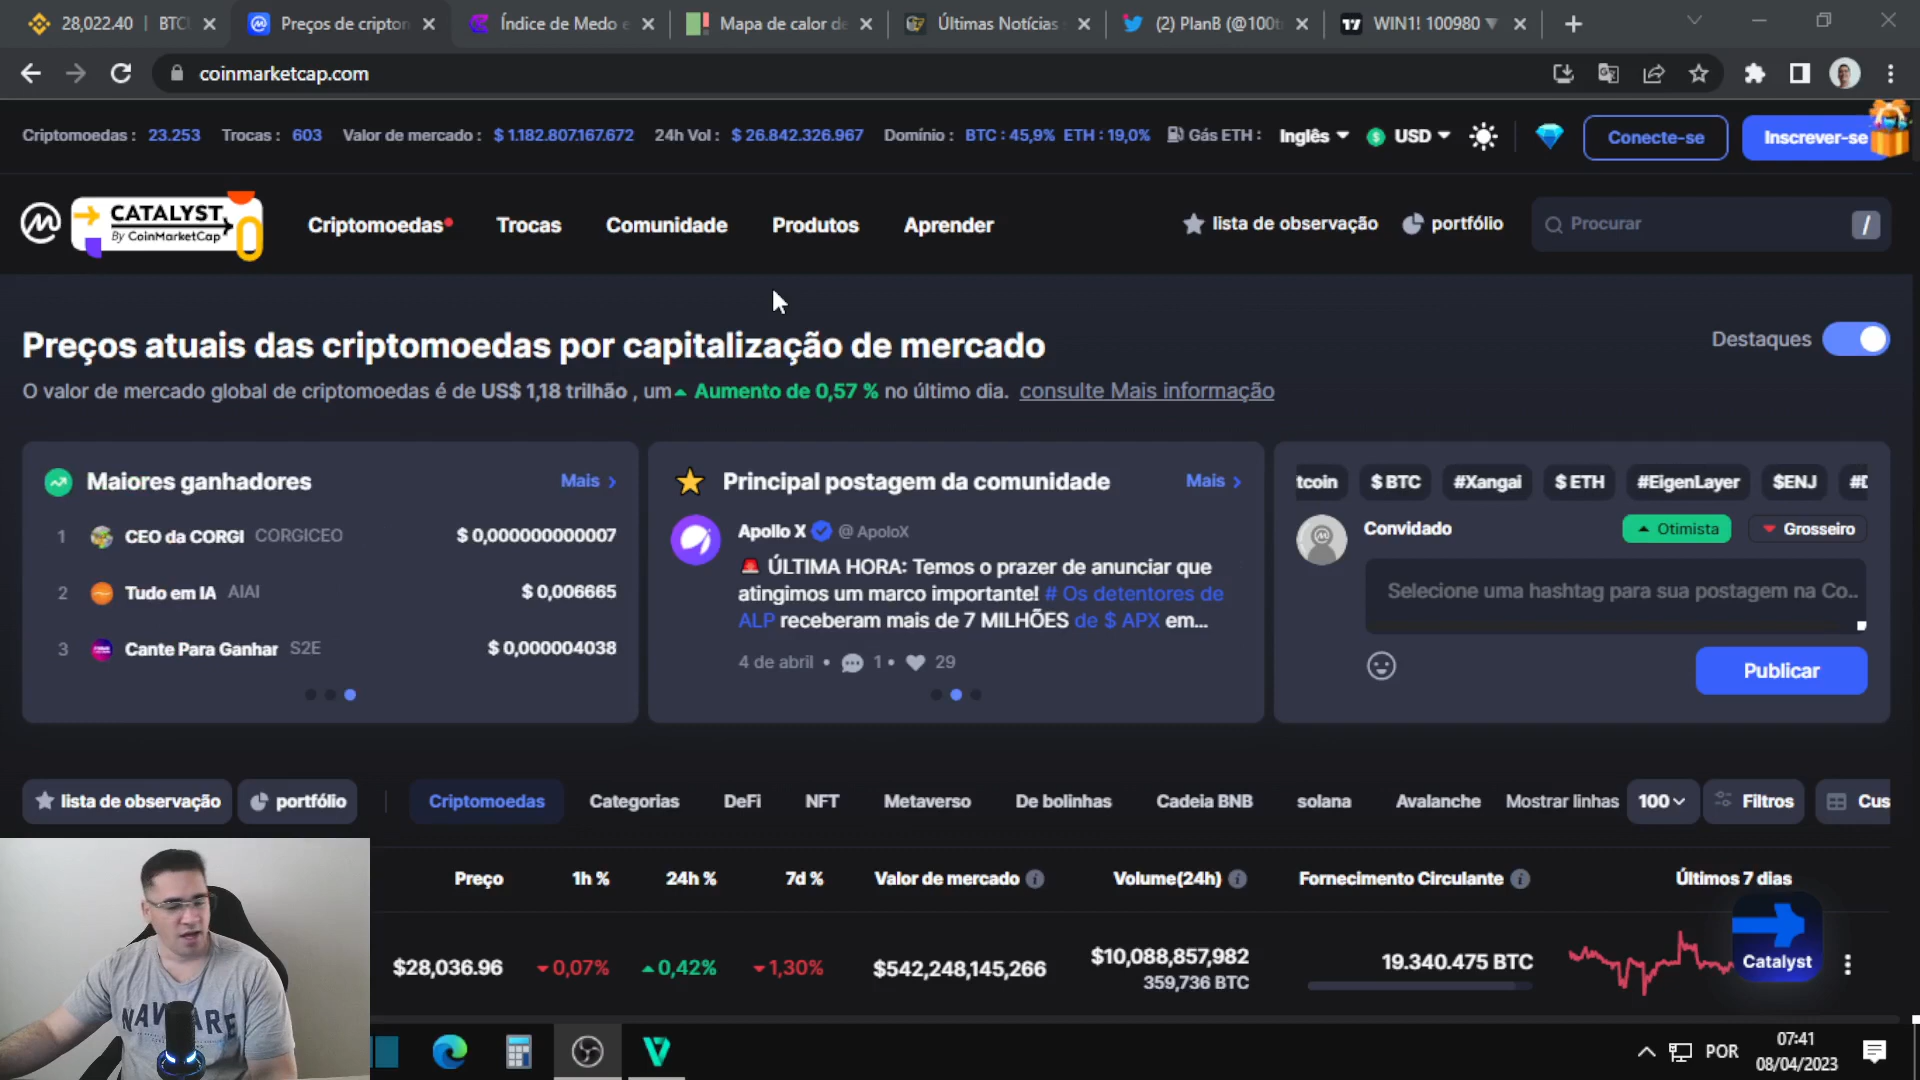 28,022.40 | BTCU
Preços de cripton
Índice de Medo e
Mapa de calor de
Últimas Notícias
(2) PlanB (@100t
WIN1! 100980 ▼
coinmarketcap.com
Criptomoedas : 23.253 Trocas : 603 Valor de mercado : $ 1.182.807.167.672 24h Vol : $ 26.842.326.967 Domínio : BTC : 45,9% ETH : 19,0% Gás ETH : Inglês USD Conecte-se Inscrever-se
CATALYST
By CoinMarketCap
Criptomoedas Trocas Comunidade Produtos Aprender lista de observação portfólio Procurar /
Preços atuais das criptomoedas por capitalização de mercado
Destaques
O valor de mercado global de criptomoedas é de US$ 1,18 trilhão , um Aumento de 0,57 % no último dia. consulte Mais informação
Maiores ganhadores Mais >
1 CEO da CORGI CORGICEO $ 0,000000000007
2 Tudo em IA AIAI $ 0,006665
3 Cante Para Ganhar S2E $ 0,000004038
Principal postagem da comunidade Mais >
Apollo X @ ApoloX
ÚLTIMA HORA: Temos o prazer de anunciar que
atingimos um marco importante! # Os detentores de
ALP receberam mais de 7 MILHÕES de $ APX em...
4 de abril • 1 • 29
tcoin $ BTC #Xangai $ ETH #EigenLayer $ENJ
Convidado Otimista Grosseiro
Selecione uma hashtag para sua postagem na Co..
Publicar
lista de observação portfólio Criptomoedas Categorias DeFi NFT Metaverso De bolinhas Cadeia BNB solana Avalanche Mostrar linhas 100 Filtros Cus
Preço 1h % 24h % 7d % Valor de mercado Volume(24h) Fornecimento Circulante Últimos 7 dias
$28,036.96 0,07% 0,42% 1,30% $542,248,145,266 $10,088,857,982 19.340.475 BTC
359,736 BTC
Catalyst
POR
07:41
08/04/2023